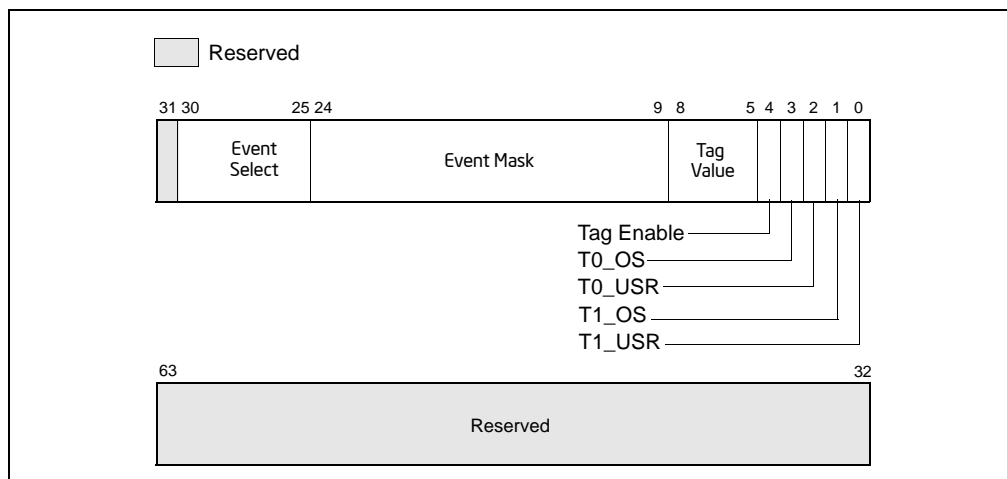 Reserved
31 30 25 24 9 8 5 4 3 2 1 0
Event Select
Event Mask
Tag Value
Tag Enable
T0_OS
T0_USR
T1_OS
T1_USR
63 32
Reserved